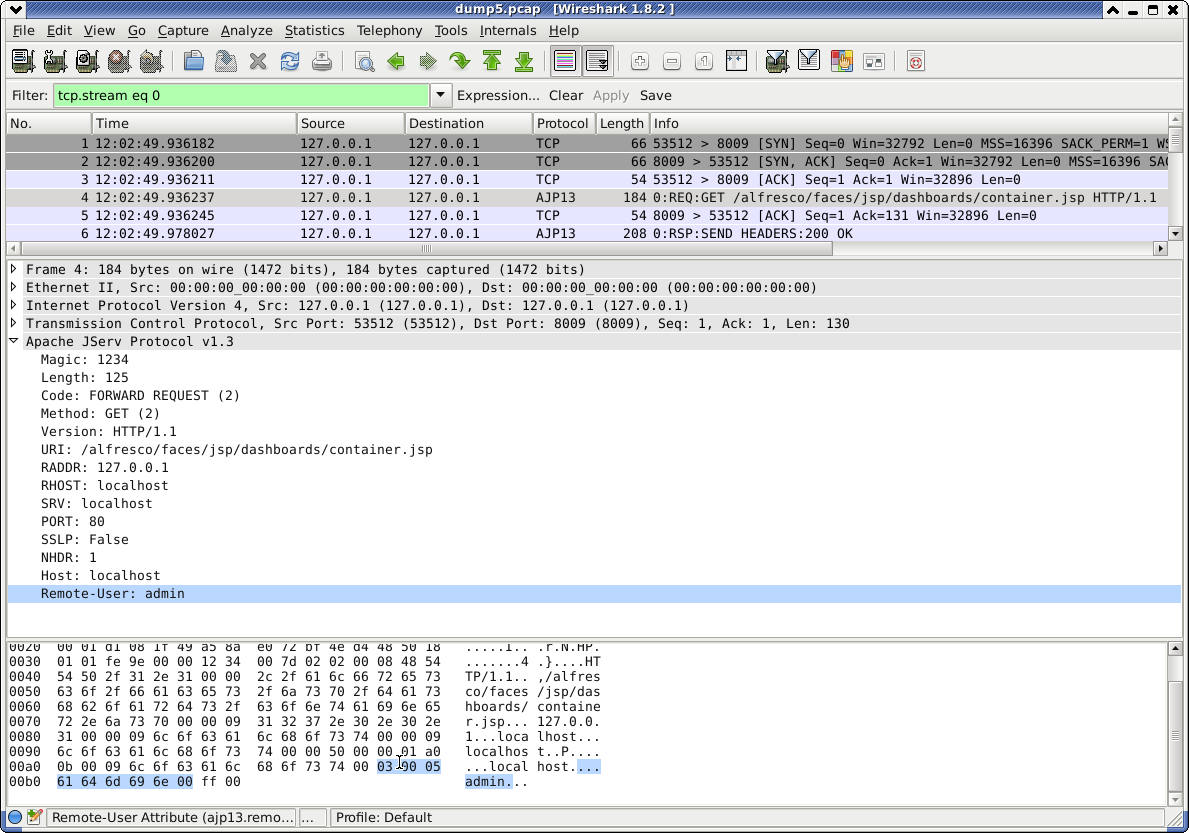 dump5.pcap [Wireshark 1.8.2 ]
File Edit View Go Capture Analyze Statistics Telephony Tools Internals Help
Filter: tcp.stream eq 0 Expression... Clear Apply Save
No. Time Source Destination Protocol Length Info
1 12:02:49.936182 127.0.0.1 127.0.0.1 TCP 66 53512 > 8009 [SYN] Seq=0 Win=32792 Len=0 MSS=16396 SACK_PERM=1 WS
2 12:02:49.936200 127.0.0.1 127.0.0.1 TCP 66 8009 > 53512 [SYN, ACK] Seq=0 Ack=1 Win=32792 Len=0 MSS=16396 SAC
3 12:02:49.936211 127.0.0.1 127.0.0.1 TCP 54 53512 > 8009 [ACK] Seq=1 Ack=1 Win=32896 Len=0
4 12:02:49.936237 127.0.0.1 127.0.0.1 AJP13 184 0:REQ:GET /alfresco/faces/jsp/dashboards/container.jsp HTTP/1.1
5 12:02:49.936245 127.0.0.1 127.0.0.1 TCP 54 8009 > 53512 [ACK] Seq=1 Ack=131 Win=32896 Len=0
6 12:02:49.978027 127.0.0.1 127.0.0.1 AJP13 208 0:RSP:SEND HEADERS:200 OK
Frame 4: 184 bytes on wire (1472 bits), 184 bytes captured (1472 bits)
Ethernet II, Src: 00:00:00_00:00:00 (00:00:00:00:00:00), Dst: 00:00:00_00:00:00 (00:00:00:00:00:00)
Internet Protocol Version 4, Src: 127.0.0.1 (127.0.0.1), Dst: 127.0.0.1 (127.0.0.1)
Transmission Control Protocol, Src Port: 53512 (53512), Dst Port: 8009 (8009), Seq: 1, Ack: 1, Len: 130
Apache JServ Protocol v1.3
Magic: 1234
Length: 125
Code: FORWARD REQUEST (2)
Method: GET (2)
Version: HTTP/1.1
URI: /alfresco/faces/jsp/dashboards/container.jsp
RADDR: 127.0.0.1
RHOST: localhost
SRV: localhost
PORT: 80
SSLP: False
NHDR: 1
Host: localhost
Remote-User: admin
0020 00 01 d1 08 1f 49 a5 8a e0 72 bf 4e d4 48 50 18 .....I.. .r.N.HP.
0030 01 01 fe 9e 00 00 12 34 00 7d 02 02 00 08 48 54 .......4 .}....HT
0040 54 50 2f 31 2e 31 00 00 2c 2f 61 6c 66 72 65 73 TP/1.1.. ,/alfres
0050 63 6f 2f 66 61 63 65 73 2f 6a 73 70 2f 64 61 73 co/faces /jsp/das
0060 68 62 6f 61 72 64 73 2f 63 6f 6e 74 61 69 6e 65 hboards/ containe
0070 72 2e 6a 73 70 00 00 09 31 32 37 2e 30 2e 30 2e r.jsp... 127.0.0.
0080 31 00 00 09 6c 6f 63 61 6c 68 6f 73 74 00 00 09 1...loca lhost...
0090 6c 6f 63 61 6c 68 6f 73 74 00 00 50 00 00 01 a0 localhos t..P....
00a0 0b 00 09 6c 6f 63 61 6c 68 6f 73 74 00 03 90 05 ...local host....
00b0 61 64 6d 69 6e 00 ff 00 admin...
Remote-User Attribute (ajp13.remo... ... Profile: Default